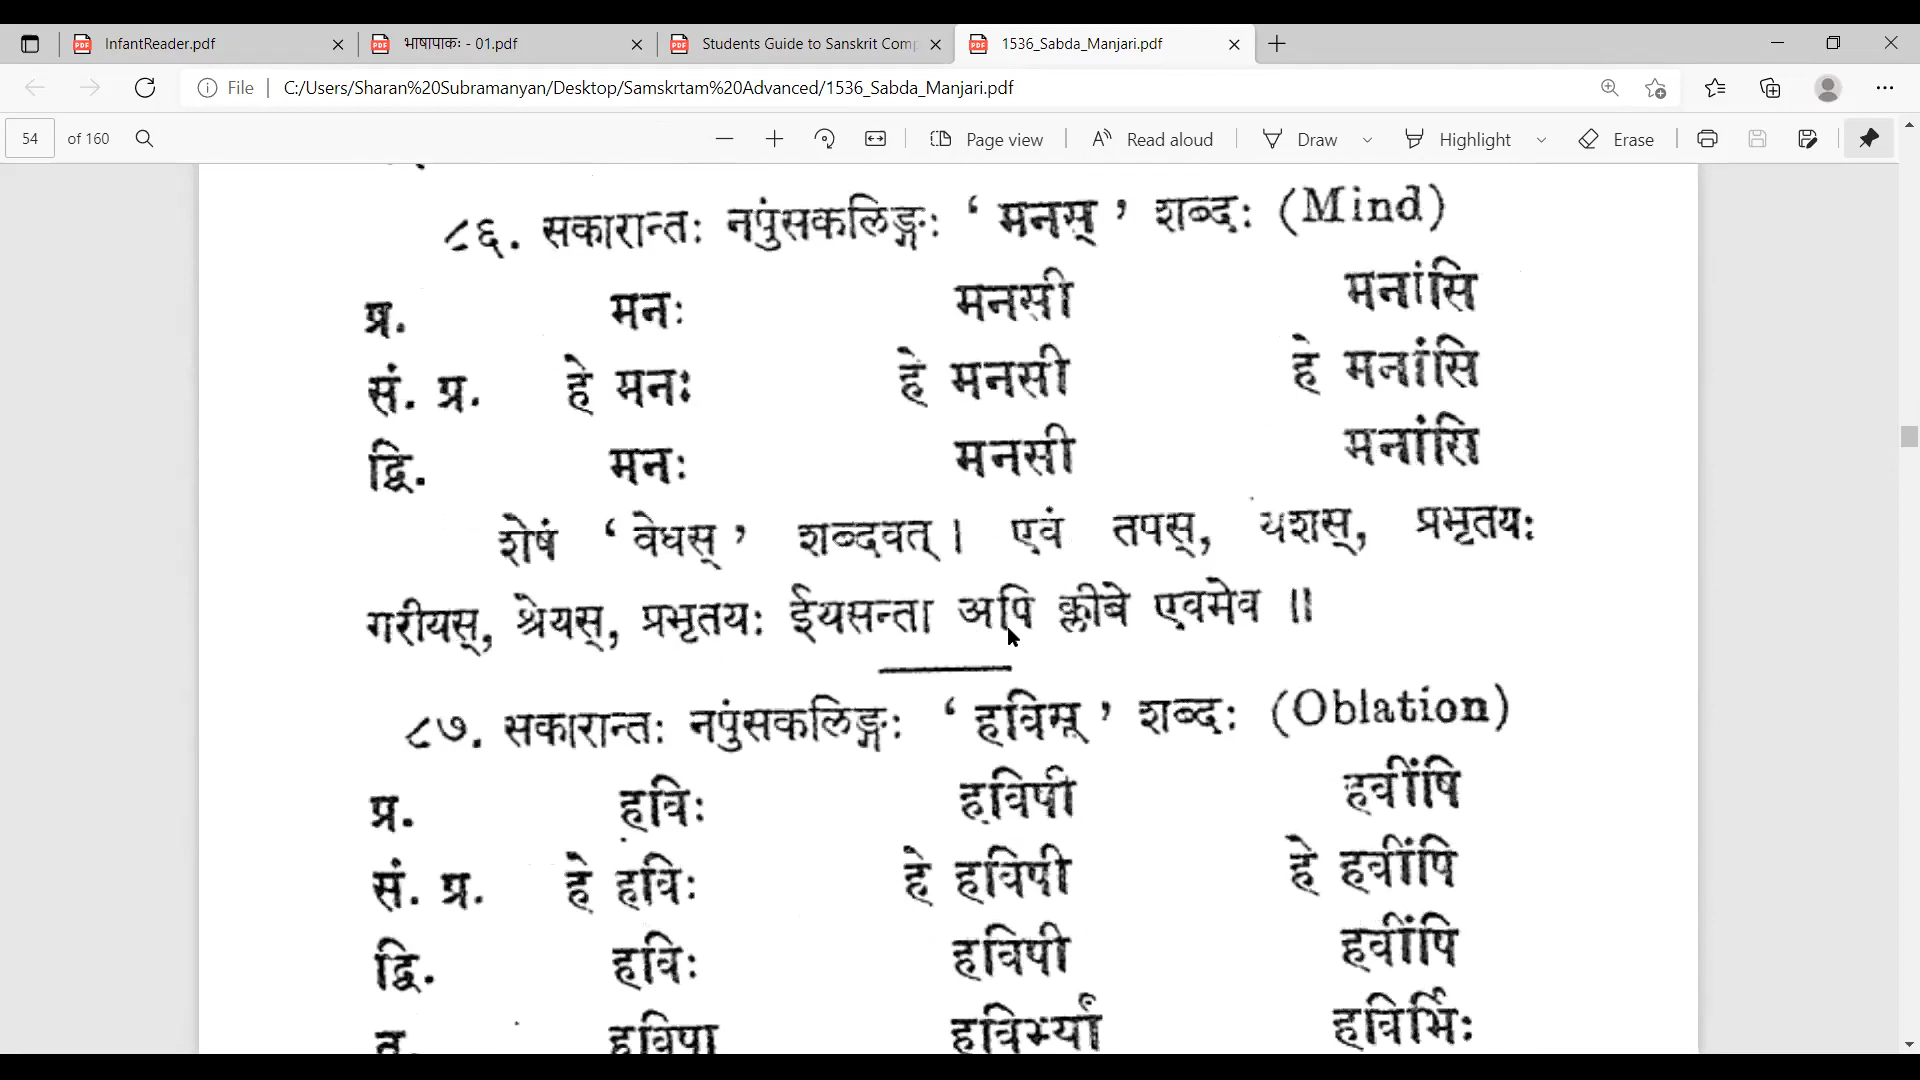 InfantReader.pdf
भाषापाकः - 01.pdf
Students Guide to Sanskrit Comp
1536_Sabda_Manjari.pdf
File
C:/Users/Sharan%20Subramanyan/Desktop/Samskrtam%20Advanced/1536_Sabda_Manjari.pdf
54 of 160
Page view
Read aloud
Draw
Highlight
Erase
८६. सकारान्तः नपुंसकलिङ्गः ‘ मनस् ’ शब्दः (Mind)
प्र. मनः मनसी मनांसि
सं. प्र. हे मनः हे मनसी हे मनांसि
द्वि. मनः मनसी मनांसि
शेषं ‘ वेधस् ’ शब्दवत् । एवं तपस्, यशस्, प्रभृतयः
गरीयस्, श्रेयस्, प्रभृतयः ईयसन्ता अपि क्लीबे एवमेव ॥
८७. सकारान्तः नपुंसकलिङ्गः ‘ हविस् ’ शब्दः (Oblation)
प्र. हविः हविषी हवींषि
सं. प्र. हे हविः हे हविषी हे हवींषि
द्वि. हविः हविषी हवींषि
तृ. हविषा हविर्भ्यां हविर्भिः